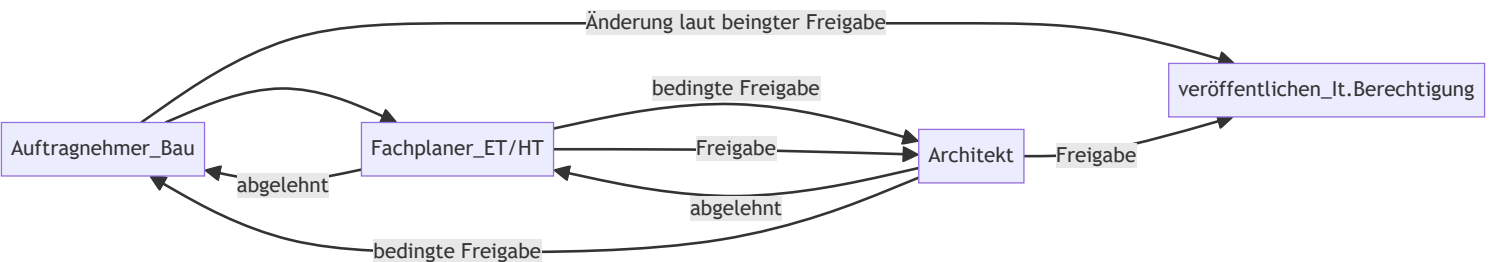 Änderung laut beingter Freigabe
bedingte Freigabe
veröffentlichen_lt.Berechtigung
Auftragnehmer_Bau
Fachplaner_ET/HT
Freigabe
Architekt
Freigabe
abgelehnt
abgelehnt
bedingte Freigabe